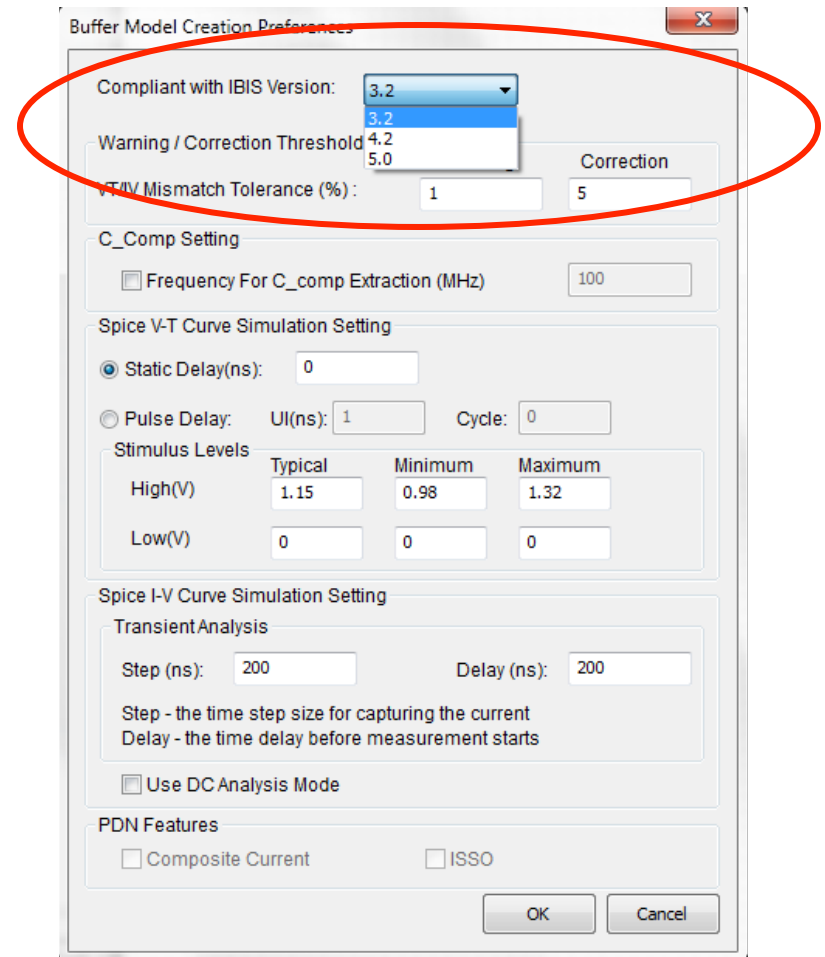 Buffer Model Creation Preferences
Compliant with IBIS Version: 3.2
3.2
4.2
5.0
Warning / Correction Threshold
Correction
VT/IV Mismatch Tolerance (%) : 1 5
C_Comp Setting
Frequency For C_comp Extraction (MHz) 100
Spice V-T Curve Simulation Setting
Static Delay(ns): 0
Pulse Delay: UI(ns): 1 Cycle: 0
Stimulus Levels
Typical Minimum Maximum
High(V) 1.15 0.98 1.32
Low(V) 0 0 0
Spice I-V Curve Simulation Setting
Transient Analysis
Step (ns): 200 Delay (ns): 200
Step - the time step size for capturing the current
Delay - the time delay before measurement starts
Use DC Analysis Mode
PDN Features
Composite Current ISSO
OK Cancel